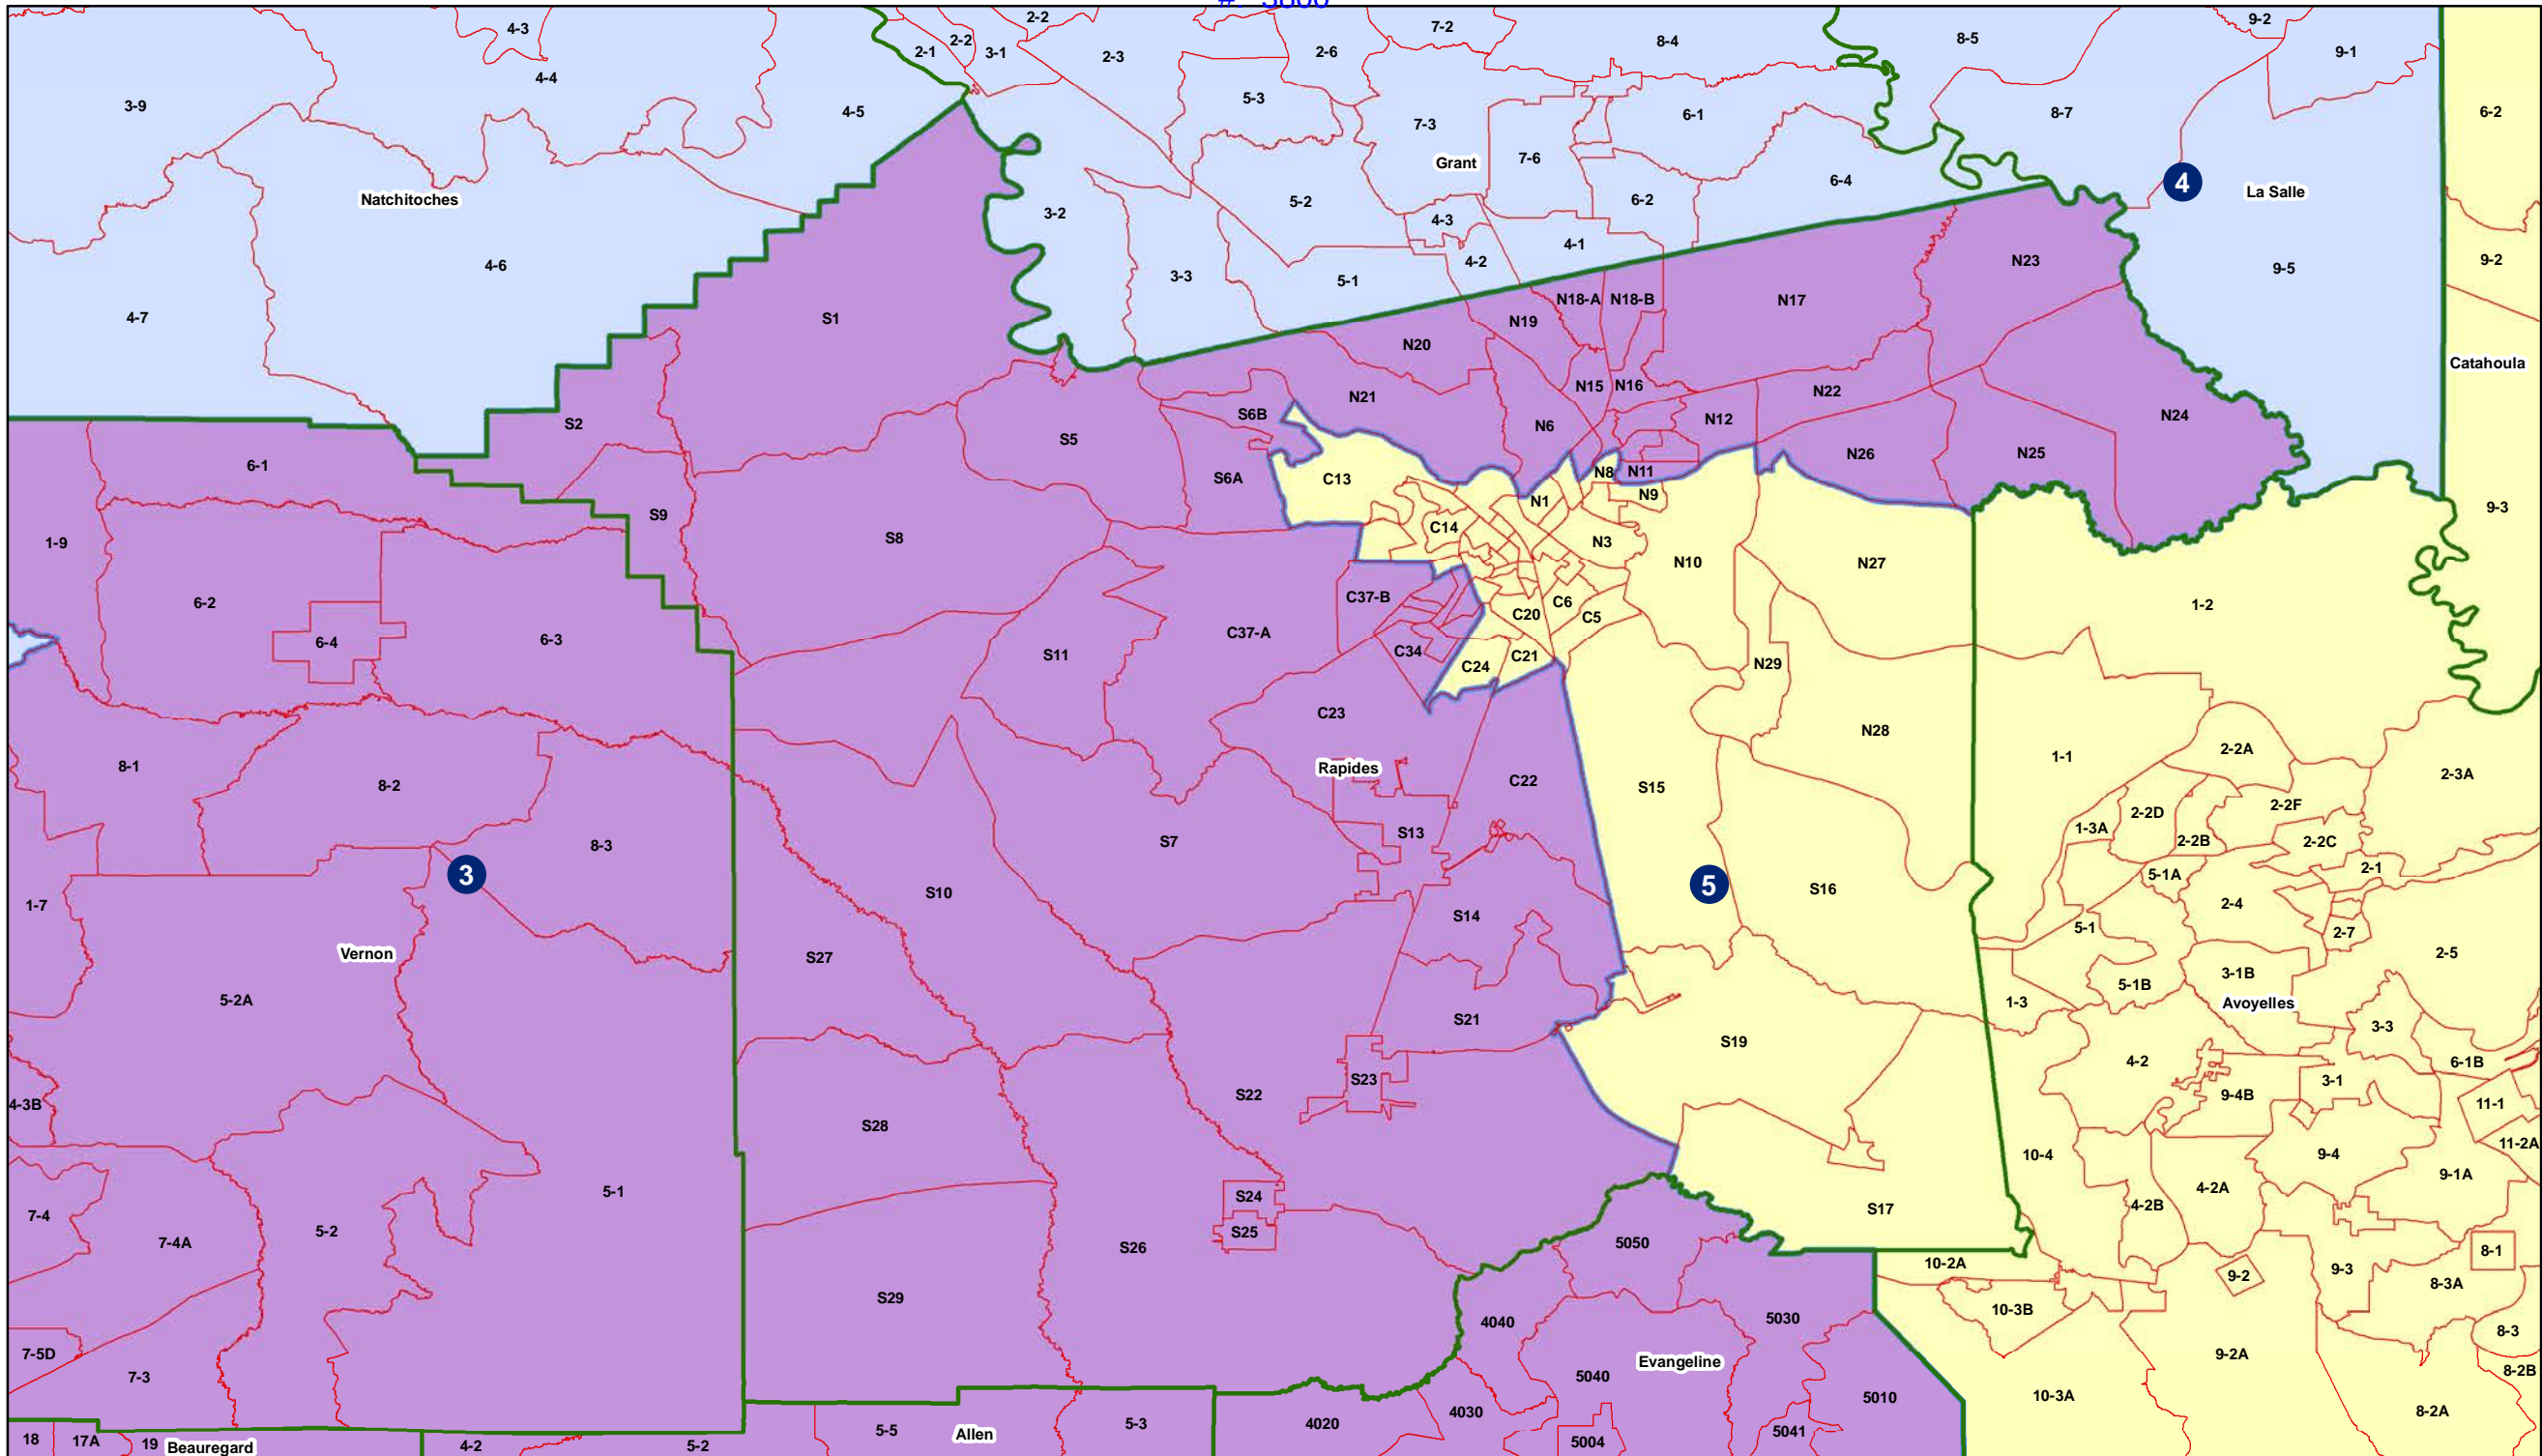 4-3
2-2
7-2
9-2
2-1
2-2
3-1
2-3
2-6
8-4
8-5
9-1
4-4
3-9
4-5
5-3
7-3
6-1
8-7
6-2
Grant
7-6
6-4
4
La Salle
Natchitoches
3-2
5-2
6-2
4-3
4-1
4-6
3-3
5-1
4-2
N23
9-5
9-2
4-7
S1
N18-A
N18-B
N17
N19
N20
Catahoula
N15
N16
N22
N21
S2
S6B
N12
N24
N6
S5
6-1
S6A
C13
N8
N11
N26
N25
N1
N9
9-3
S9
C14
1-9
S8
N3
N10
N27
6-2
C37-B
C6
1-2
C20
C5
6-4
6-3
C37-A
S11
C34
C24
C21
N29
C23
N28
8-1
Rapides
C22
1-1
2-2A
2-3A
8-2
S15
2-2F
2-2D
1-3A
2-2B
2-2C
S13
8-3
S7
3
5
S16
5-1A
2-1
1-7
S10
S14
2-4
5-1
2-7
Vernon
S27
2-5
5-2A
3-1B
5-1B
1-3
Avoyelles
S21
3-3
S19
4-2
6-1B
S23
3-1
4-3B
S22
9-4B
11-1
S28
11-2A
10-4
9-4
9-1A
4-2A
5-1
S24
4-2B
7-4
5-2
S25
S17
7-4A
S26
5050
8-1
10-2A
9-3
9-2
8-3A
S29
10-3B
4040
5030
8-3
7-5D
9-2A
Evangeline
8-2B
7-3
5040
10-3A
5010
8-2A
4030
4020
5-3
5-5
Allen
5041
18
17A
19
Beauregard
4-2
5-2
5004